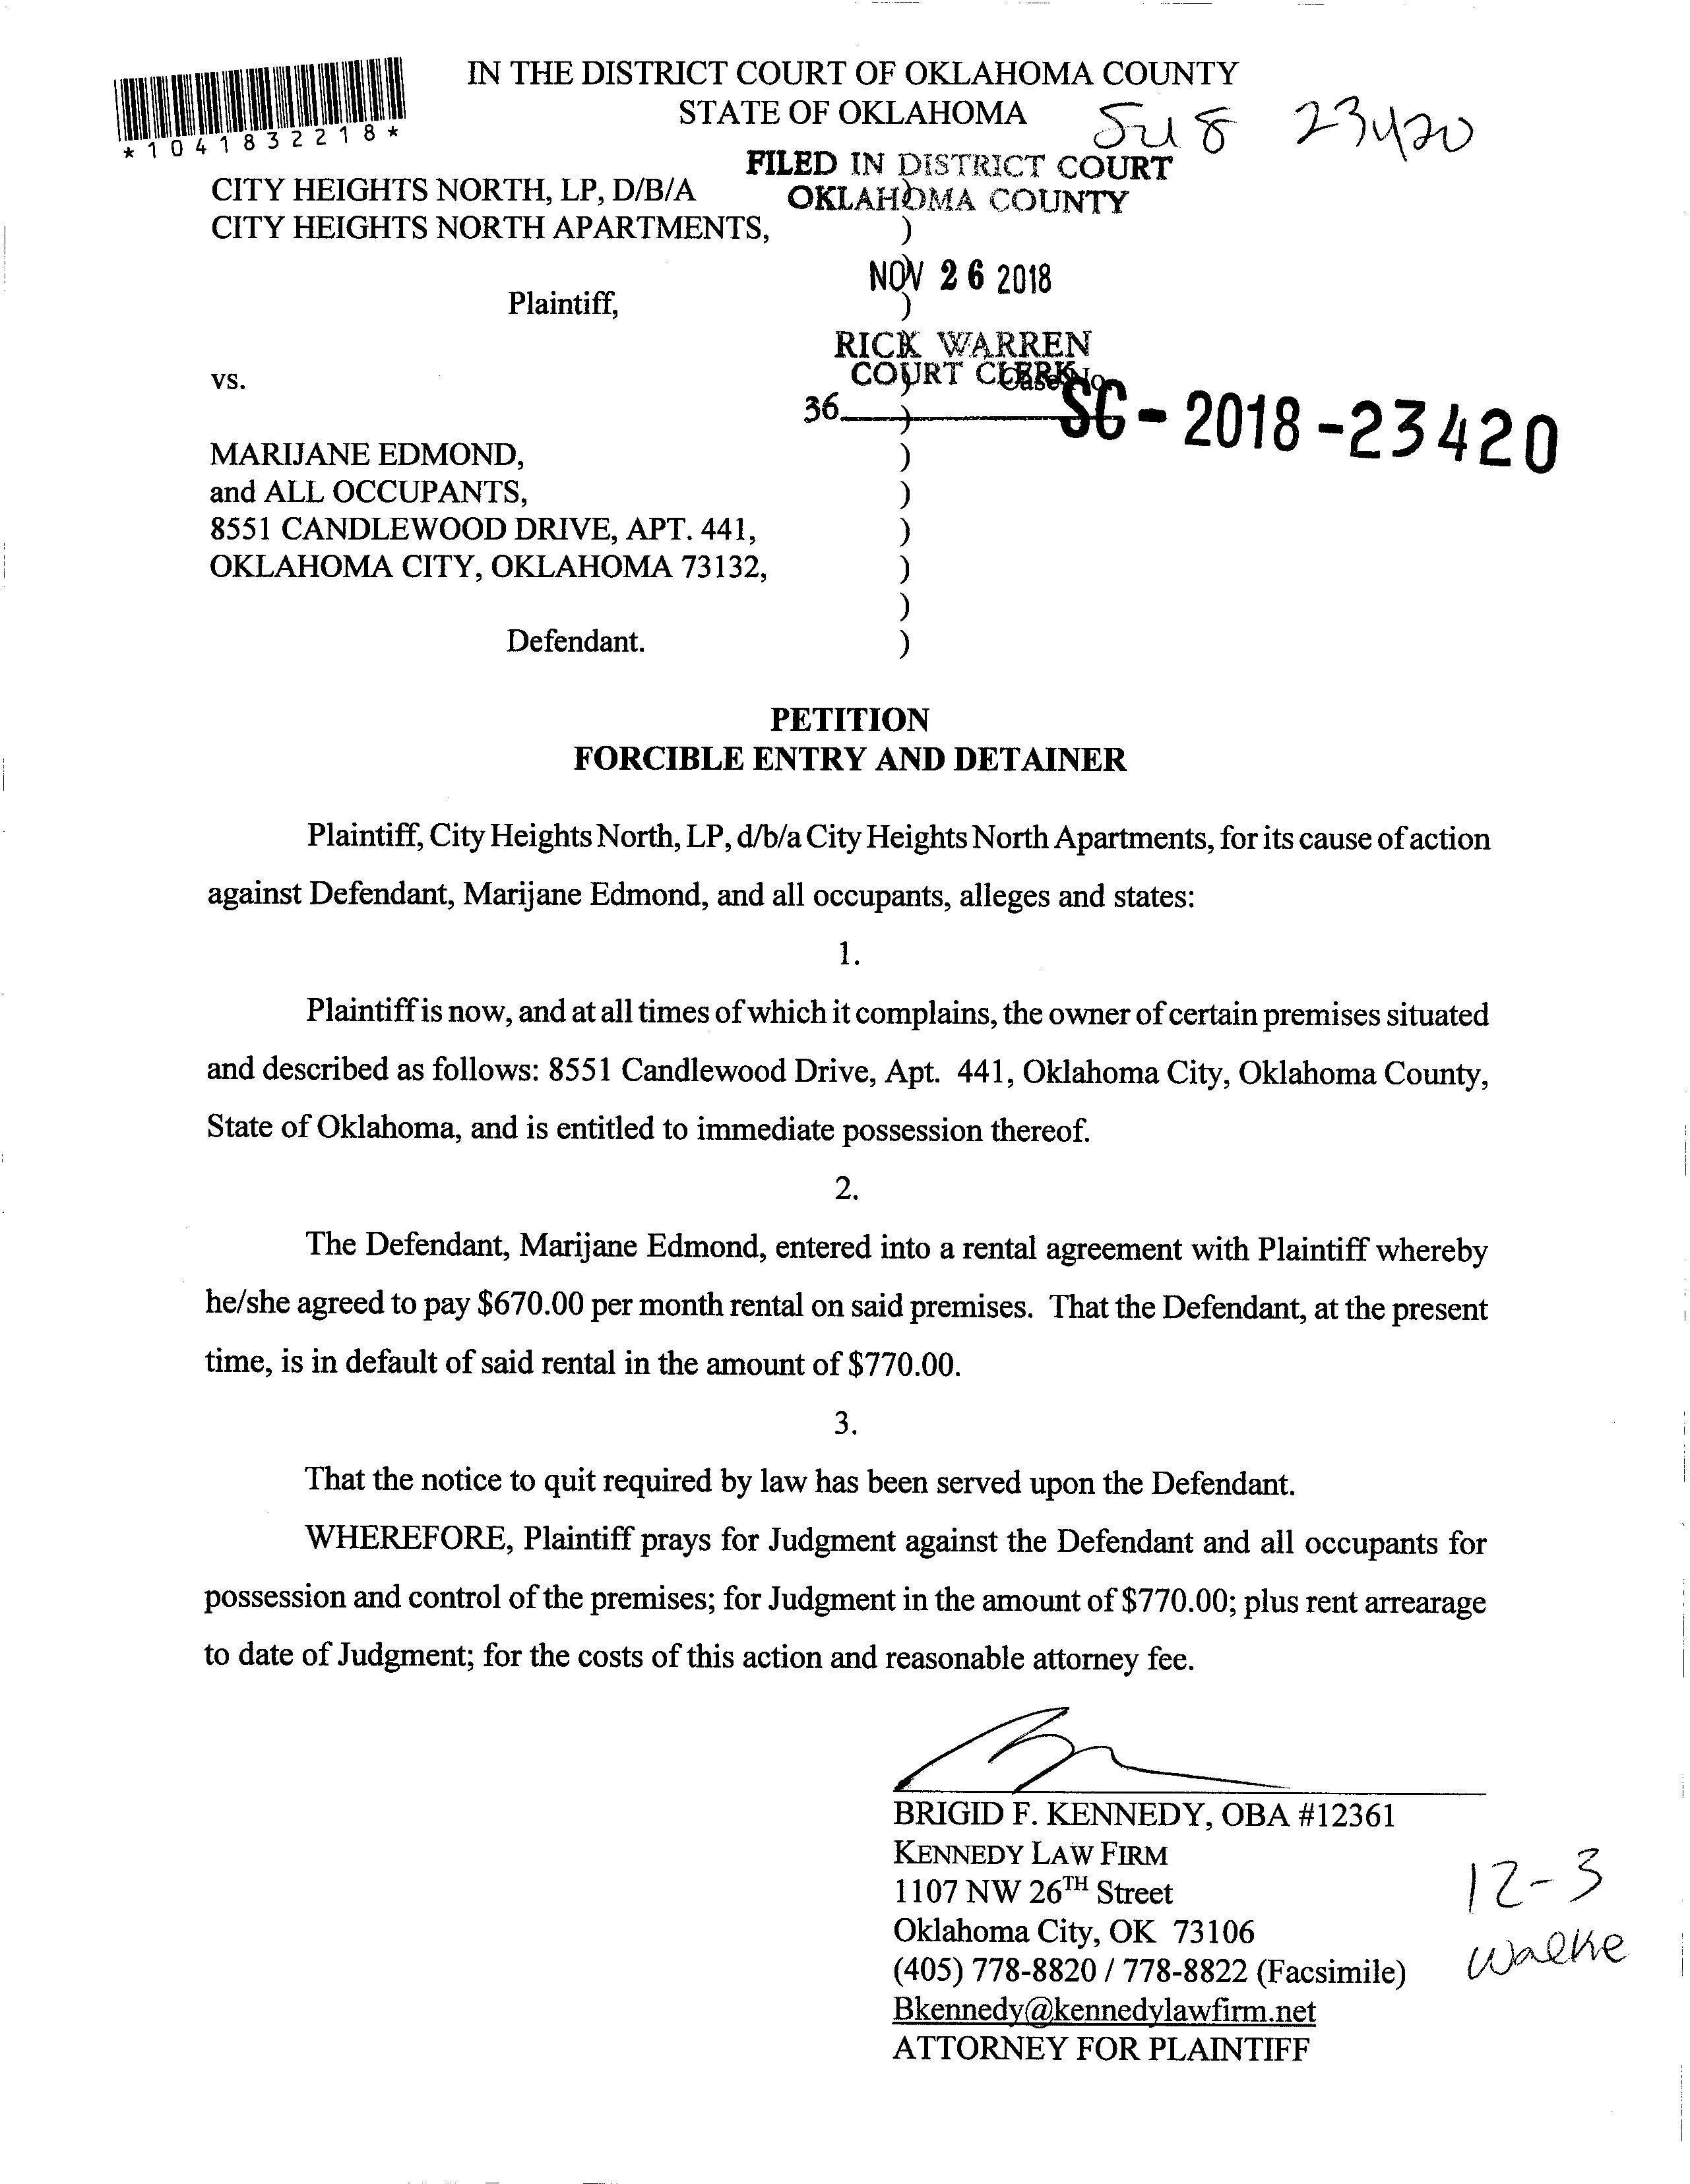 IN THE DISTRICT COURT OF OKLAHOMA COUNTY
STATE OF OKLAHOMA
*1041832218*
23420
FILED IN DISTRICT COURT
OKLAHOMA COUNTY
CITY HEIGHTS NORTH, LP, D/B/A
CITY HEIGHTS NORTH APARTMENTS, )
NOV 26 2018
Plaintiff, )
RICK WARREN
COURT CLERK
vs. ) Case No.
36 )
SC-2018-23420
MARIJANE EDMOND, )
and ALL OCCUPANTS, )
8551 CANDLEWOOD DRIVE, APT. 441, )
OKLAHOMA CITY, OKLAHOMA 73132, )
)
Defendant. )
PETITION
FORCIBLE ENTRY AND DETAINER
Plaintiff, City Heights North, LP, d/b/a City Heights North Apartments, for its cause of action
against Defendant, Marijane Edmond, and all occupants, alleges and states:
1.
Plaintiff is now, and at all times of which it complains, the owner of certain premises situated
and described as follows: 8551 Candlewood Drive, Apt. 441, Oklahoma City, Oklahoma County,
State of Oklahoma, and is entitled to immediate possession thereof.
2.
The Defendant, Marijane Edmond, entered into a rental agreement with Plaintiff whereby
he/she agreed to pay $670.00 per month rental on said premises. That the Defendant, at the present
time, is in default of said rental in the amount of $770.00.
3.
That the notice to quit required by law has been served upon the Defendant.
WHEREFORE, Plaintiff prays for Judgment against the Defendant and all occupants for
possession and control of the premises; for Judgment in the amount of $770.00; plus rent arrearage
to date of Judgment; for the costs of this action and reasonable attorney fee.
BRIGID F. KENNEDY, OBA #12361
KENNEDY LAW FIRM
1107 NW 26TH Street
Oklahoma City, OK 73106
(405) 778-8820 / 778-8822 (Facsimile)
Bkennedy@kennedylawfirm.net
ATTORNEY FOR PLAINTIFF
12-3
Walke